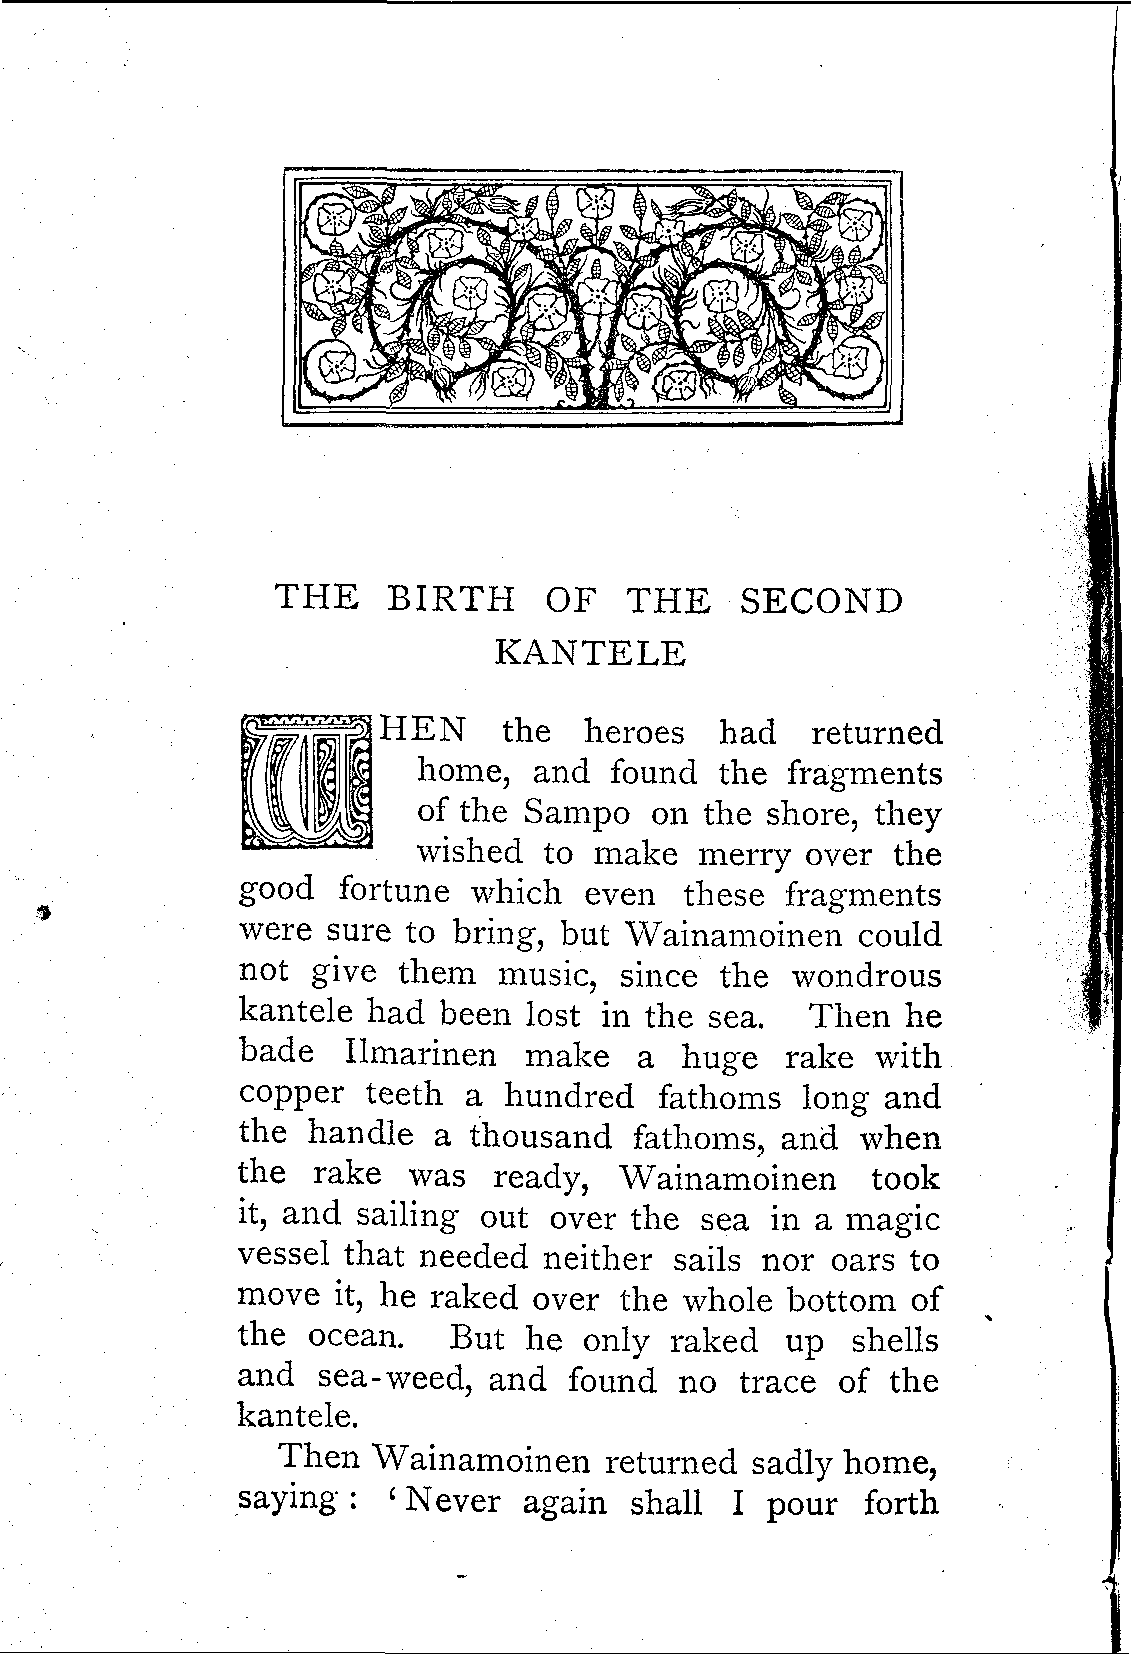 THE BIRTH OF THE SECOND
KANTELE
WHEN the heroes had returned
home, and found the fragments
of the Sampo on the shore, they
wished to make merry over the
good fortune which even these fragments
were sure to bring, but Wainamoinen could
not give them music, since the wondrous
kantele had been lost in the sea. Then he
bade Ilmarinen make a huge rake with
copper teeth a hundred fathoms long and
the handle a thousand fathoms, and when
the rake was ready, Wainamoinen took
it, and sailing out over the sea in a magic
vessel that needed neither sails nor oars to
move it, he raked over the whole bottom of
the ocean. But he only raked up shells
and sea-weed, and found no trace of the
kantele.
Then Wainamoinen returned sadly home,
saying: ‘Never again shall I pour forth